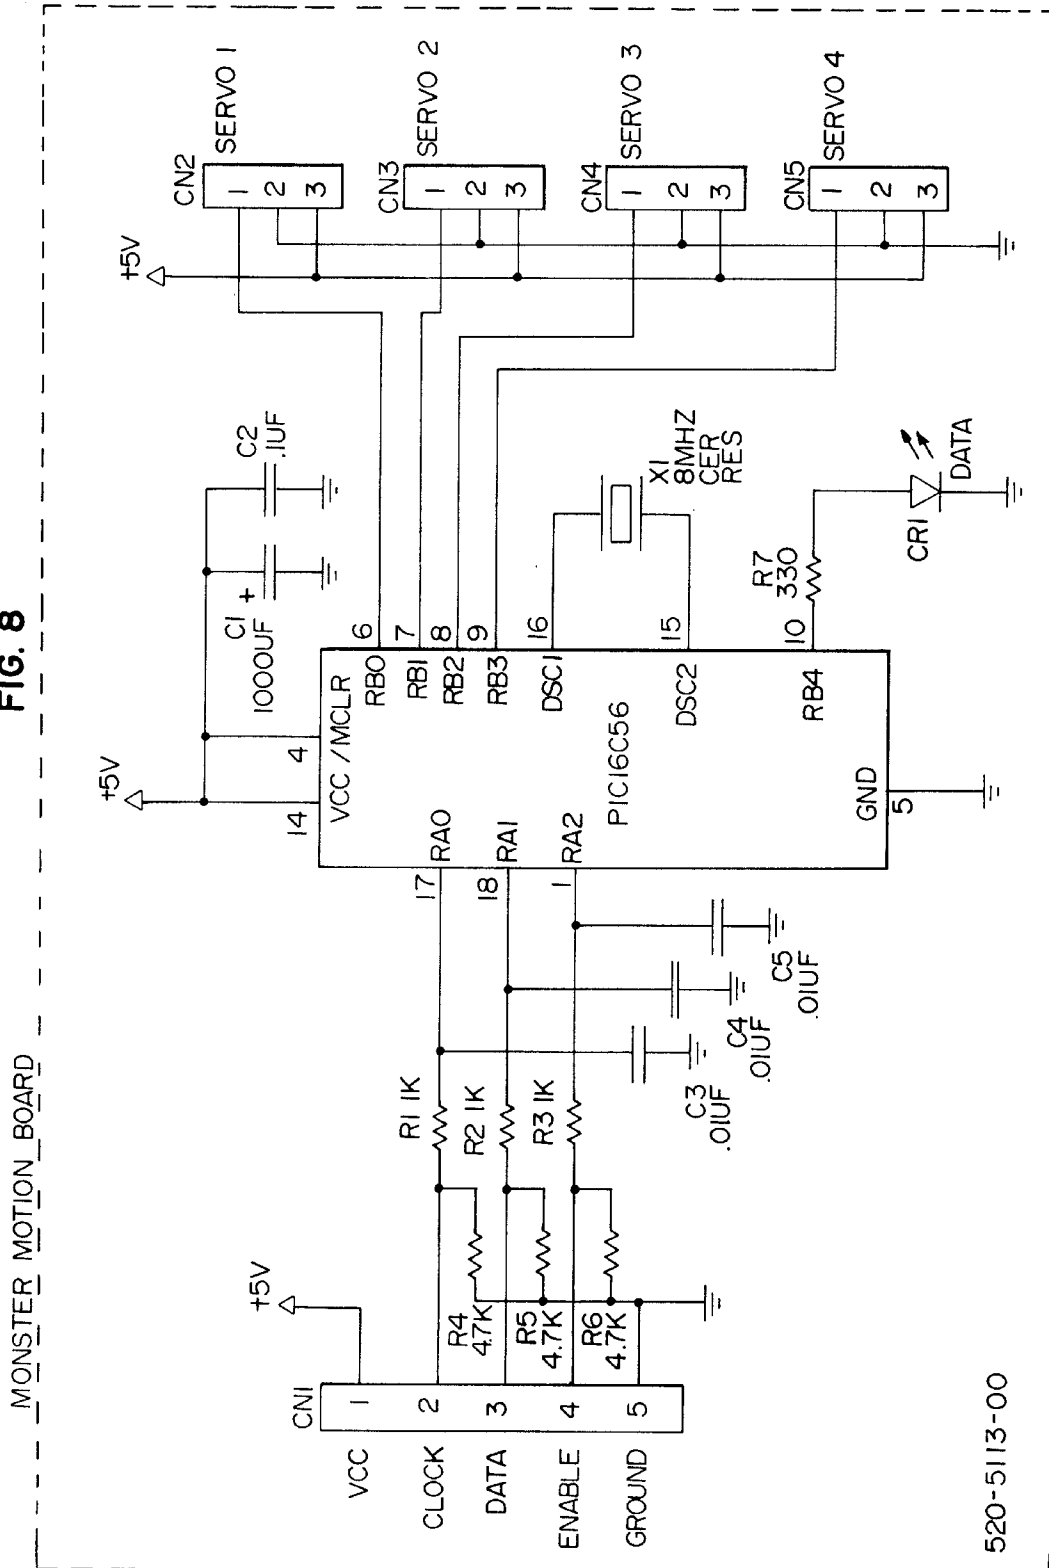 FIG. 8
MONSTER MOTION BOARD
CN1
VCC
1
CLOCK
2
DATA
3
ENABLE
4
GROUND
5
+5V
R4
4.7K
R5
4.7K
R6
4.7K
R1 1K
R2 1K
R3 1K
C3
.01UF
C4
.01UF
C5
.01UF
+5V
14
4
VCC /MCLR
17
RA0
18
RA1
1
RA2
PIC16C56
GND
5
RB0
6
RB1
7
RB2
8
RB3
9
DSC1
16
DSC2
15
RB4
10
C1 +
1000UF
C2
.1UF
X1
8MHZ
CER
RES
R7
330
CR1
DATA
+5V
CN2
SERVO 1
1
2
3
CN3
SERVO 2
1
2
3
CN4
SERVO 3
1
2
3
CN5
SERVO 4
1
2
3
520-5113-00